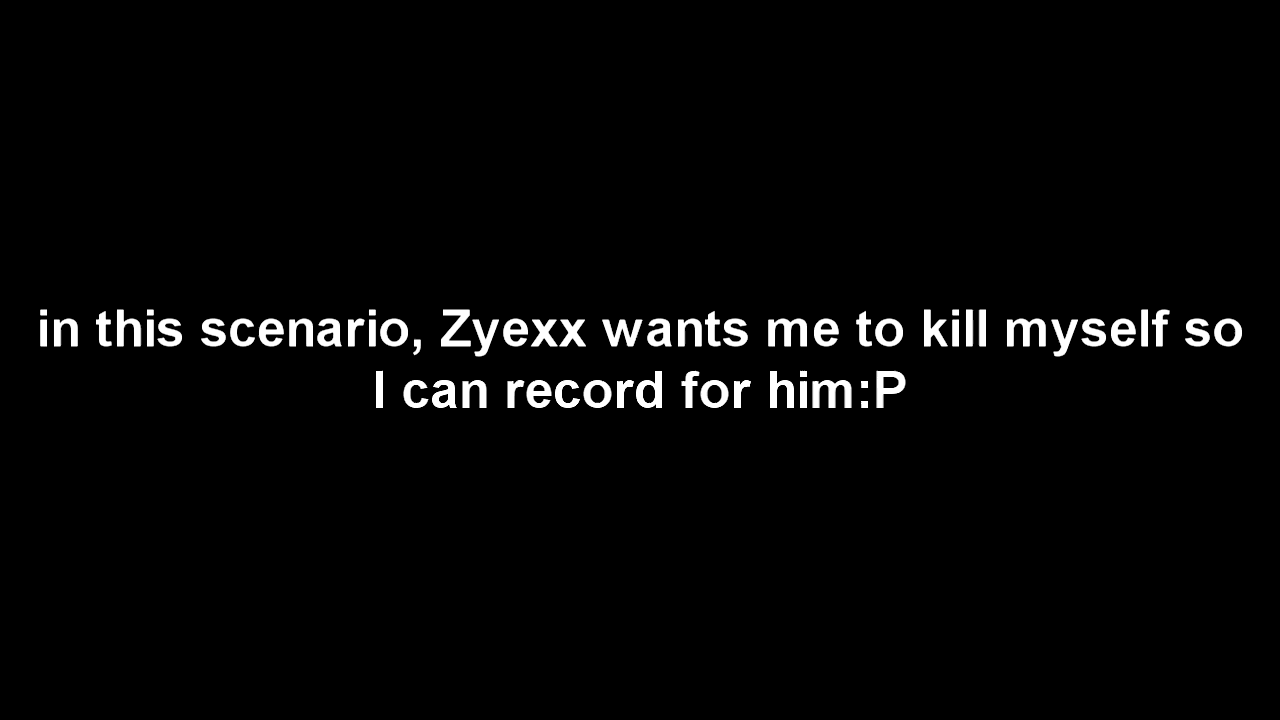 in this scenario, Zyexx wants me to kill myself so
I can record for him:P